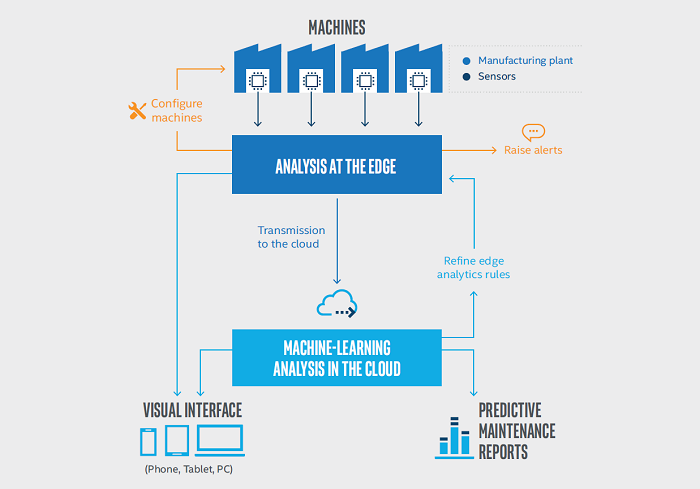 MACHINES
Manufacturing plant
Sensors
Configure
machines
ANALYSIS AT THE EDGE
Raise alerts
Transmission
to the cloud
Refine edge
analytics rules
MACHINE-LEARNING
ANALYSIS IN THE CLOUD
VISUAL INTERFACE
(Phone, Tablet, PC)
PREDICTIVE
MAINTENANCE
REPORTS